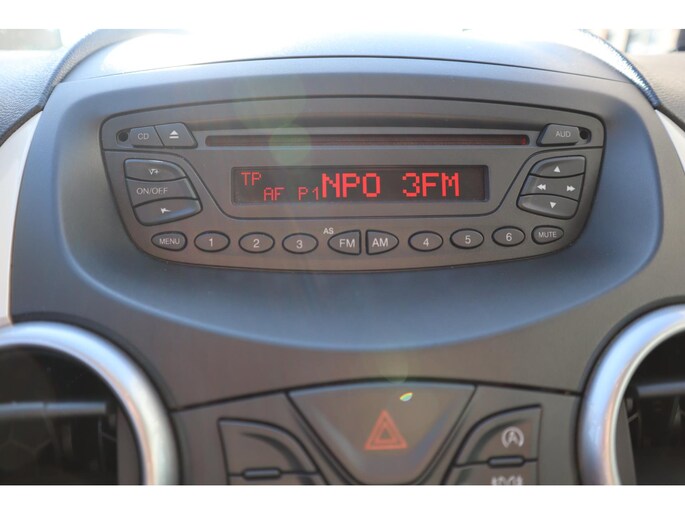 CD AUD
TP
AF P1 NPO 3FM
V+
ON/OFF
V-
MENU 1 2 3 AS FM AM 4 5 6 MUTE
A